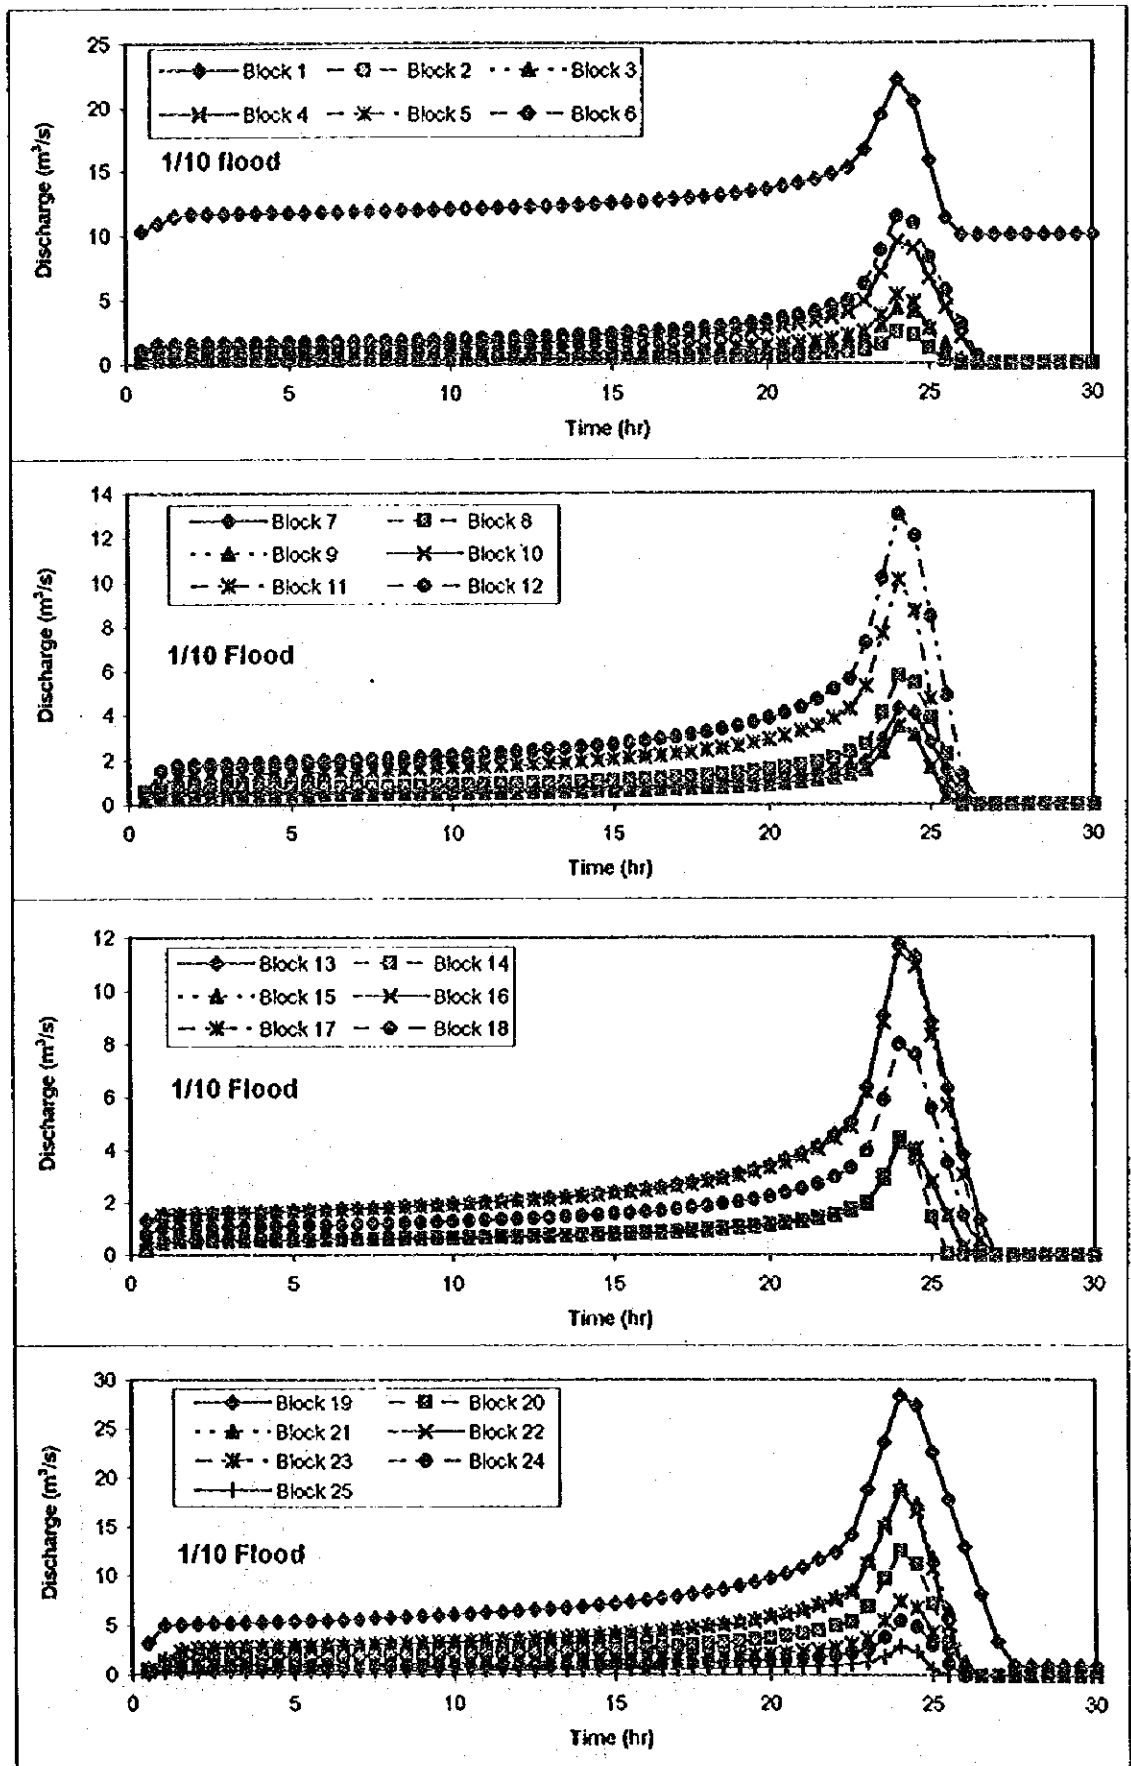 25
20
15
10
5
0
Discharge (m³/s)
Block 1 Block 2 Block 3
Block 4 Block 5 Block 6
1/10 flood
0 5 10 15 20 25 30
Time (hr)
14
12
10
8
6
4
2
0
Discharge (m³/s)
Block 7 Block 8
Block 9 Block 10
Block 11 Block 12
1/10 Flood
0 5 10 15 20 25 30
Time (hr)
12
10
8
6
4
2
0
Discharge (m³/s)
Block 13 Block 14
Block 15 Block 16
Block 17 Block 18
1/10 Flood
0 5 10 15 20 25 30
Time (hr)
30
25
20
15
10
5
0
Discharge (m³/s)
Block 19 Block 20
Block 21 Block 22
Block 23 Block 24
Block 25
1/10 Flood
0 5 10 15 20 25 30
Time (hr)